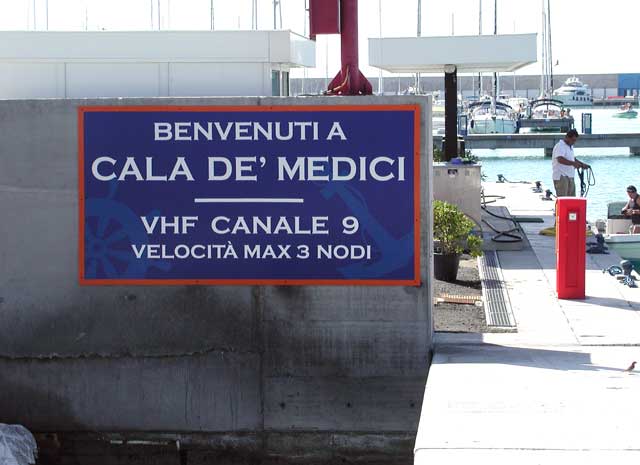 BENVENUTI A
CALA DE' MEDICI
VHF CANALE 9
VELOCITÀ MAX 3 NODI